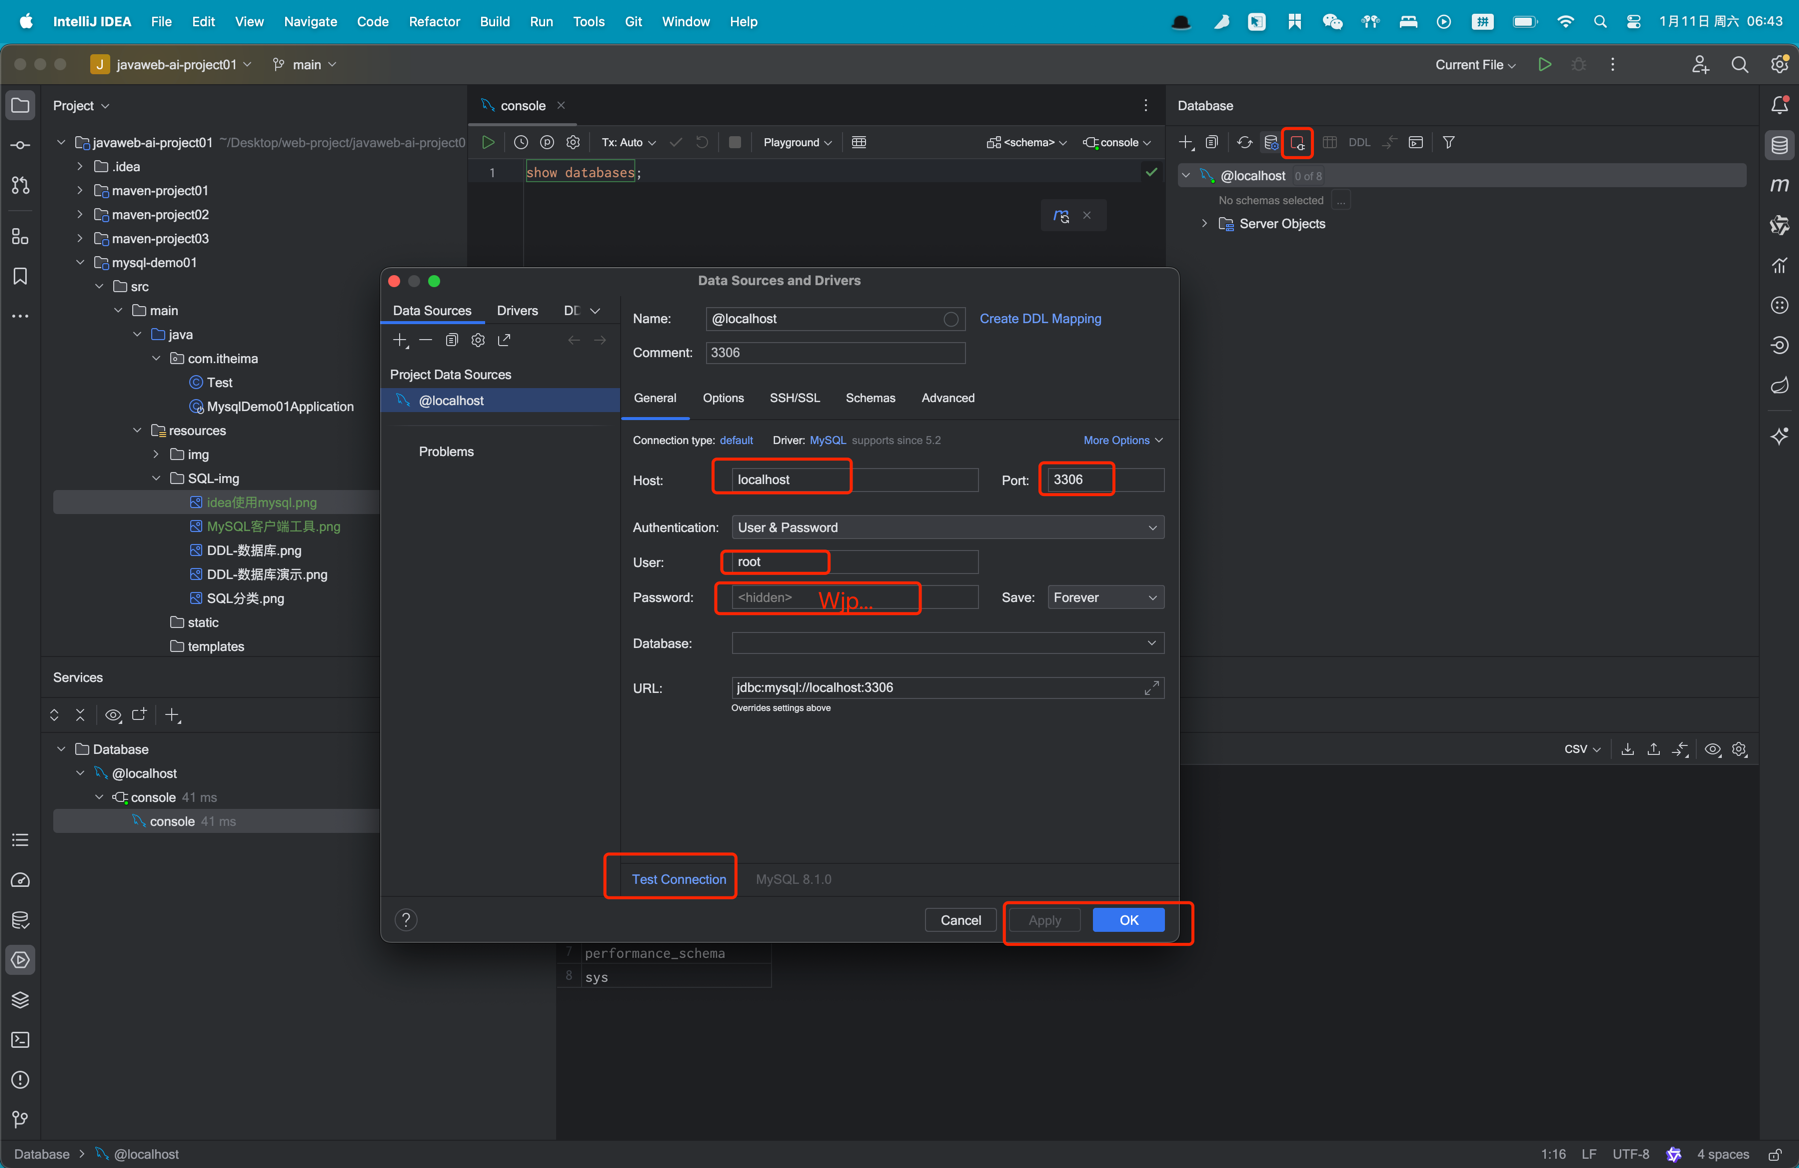 IntelliJ IDEA File Edit View Navigate Code Refactor Build Run Tools Git Window Help 拼 1月11日 周六 06:43
J javaweb-ai-project01 main Current File
Project console Database
Tx: Auto Playground <schema> console DDL
javaweb-ai-project01 ~/Desktop/web-project/javaweb-ai-project0
.idea
maven-project01
maven-project02
maven-project03
mysql-demo01
src
main
java
com.itheima
Test
MysqlDemo01Application
resources
img
SQL-img
idea使用mysql.png
MySQL客户端工具.png
DDL-数据库.png
DDL-数据库演示.png
SQL分类.png
static
templates
1 show databases;
@localhost 0 of 8
No schemas selected ...
Server Objects
Data Sources and Drivers
Data Sources Drivers DD
Project Data Sources
@localhost
Problems
Name: @localhost Create DDL Mapping
Comment: 3306
General Options SSH/SSL Schemas Advanced
Connection type: default Driver: MySQL supports since 5.2 More Options
Host: localhost Port: 3306
Authentication: User & Password
User: root
Password: <hidden> Wjp... Save: Forever
Database:
URL: jdbc:mysql://localhost:3306
Overrides settings above
Test Connection MySQL 8.1.0
? Cancel Apply OK
Services
Database
@localhost
console 41 ms
console 41 ms
CSV
7 performance_schema
8 sys
Database > @localhost 1:16 LF UTF-8 4 spaces